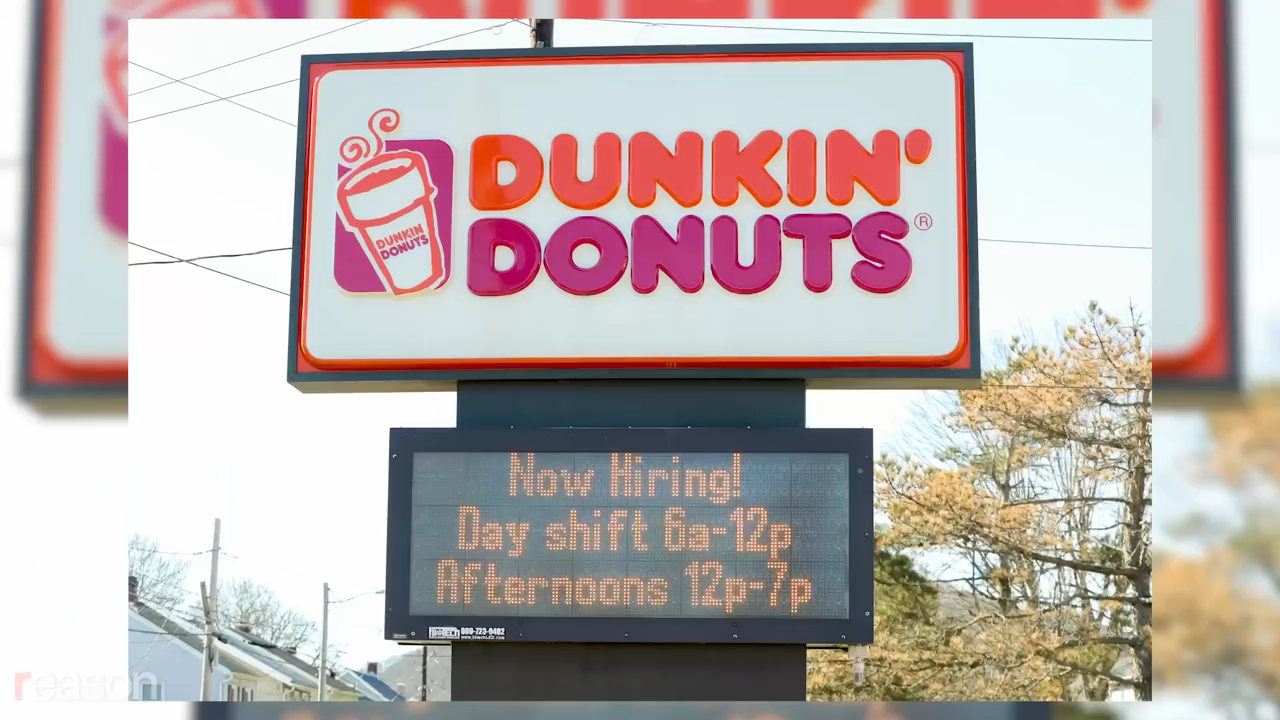 DUNKIN'
DONUTS®
DUNKIN
DONUTS
Now Hiring!
Day shift 6a-12p
Afternoons 12p-7p
reason